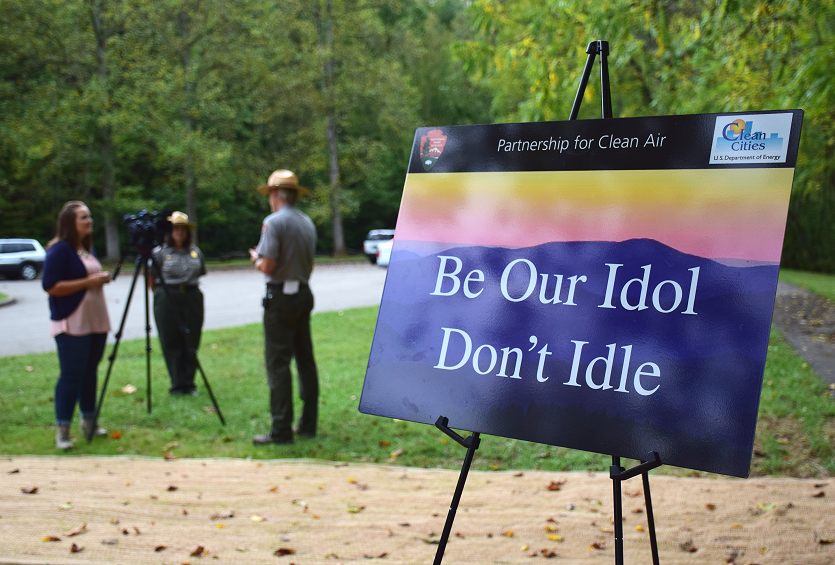 Partnership for Clean Air
Clean
Cities
U.S. Department of Energy
Be Our Idol
Don't Idle